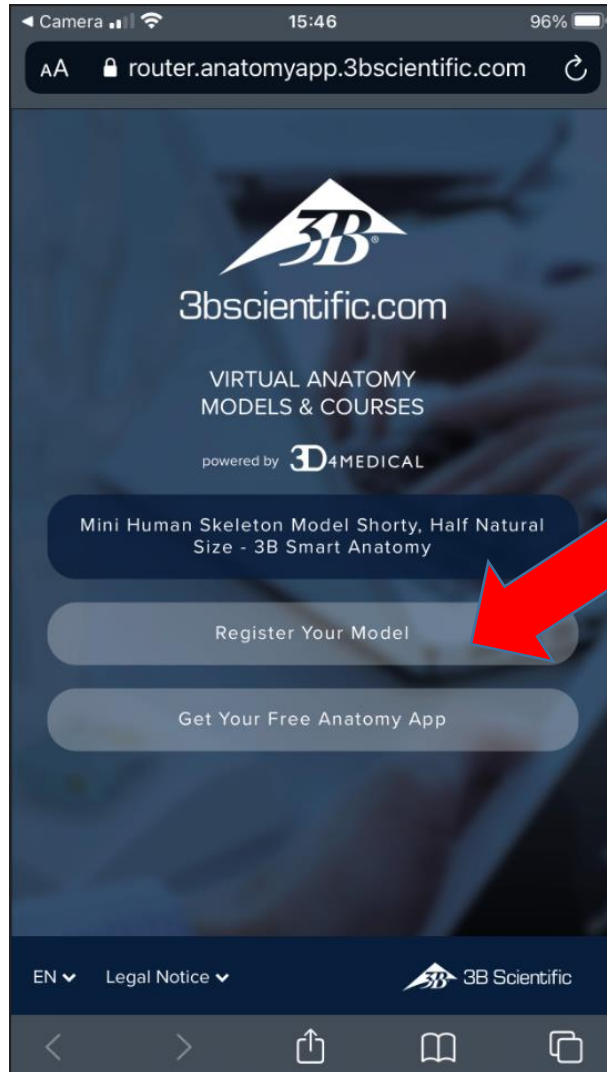 ◄ Camera 15:46 96%
AA router.anatomyapp.3bscientific.com
3B®
3bscientific.com
VIRTUAL ANATOMY
MODELS & COURSES
powered by 3D4MEDICAL
Mini Human Skeleton Model Shorty, Half Natural
Size - 3B Smart Anatomy
Register Your Model
Get Your Free Anatomy App
EN Legal Notice 3B 3B Scientific